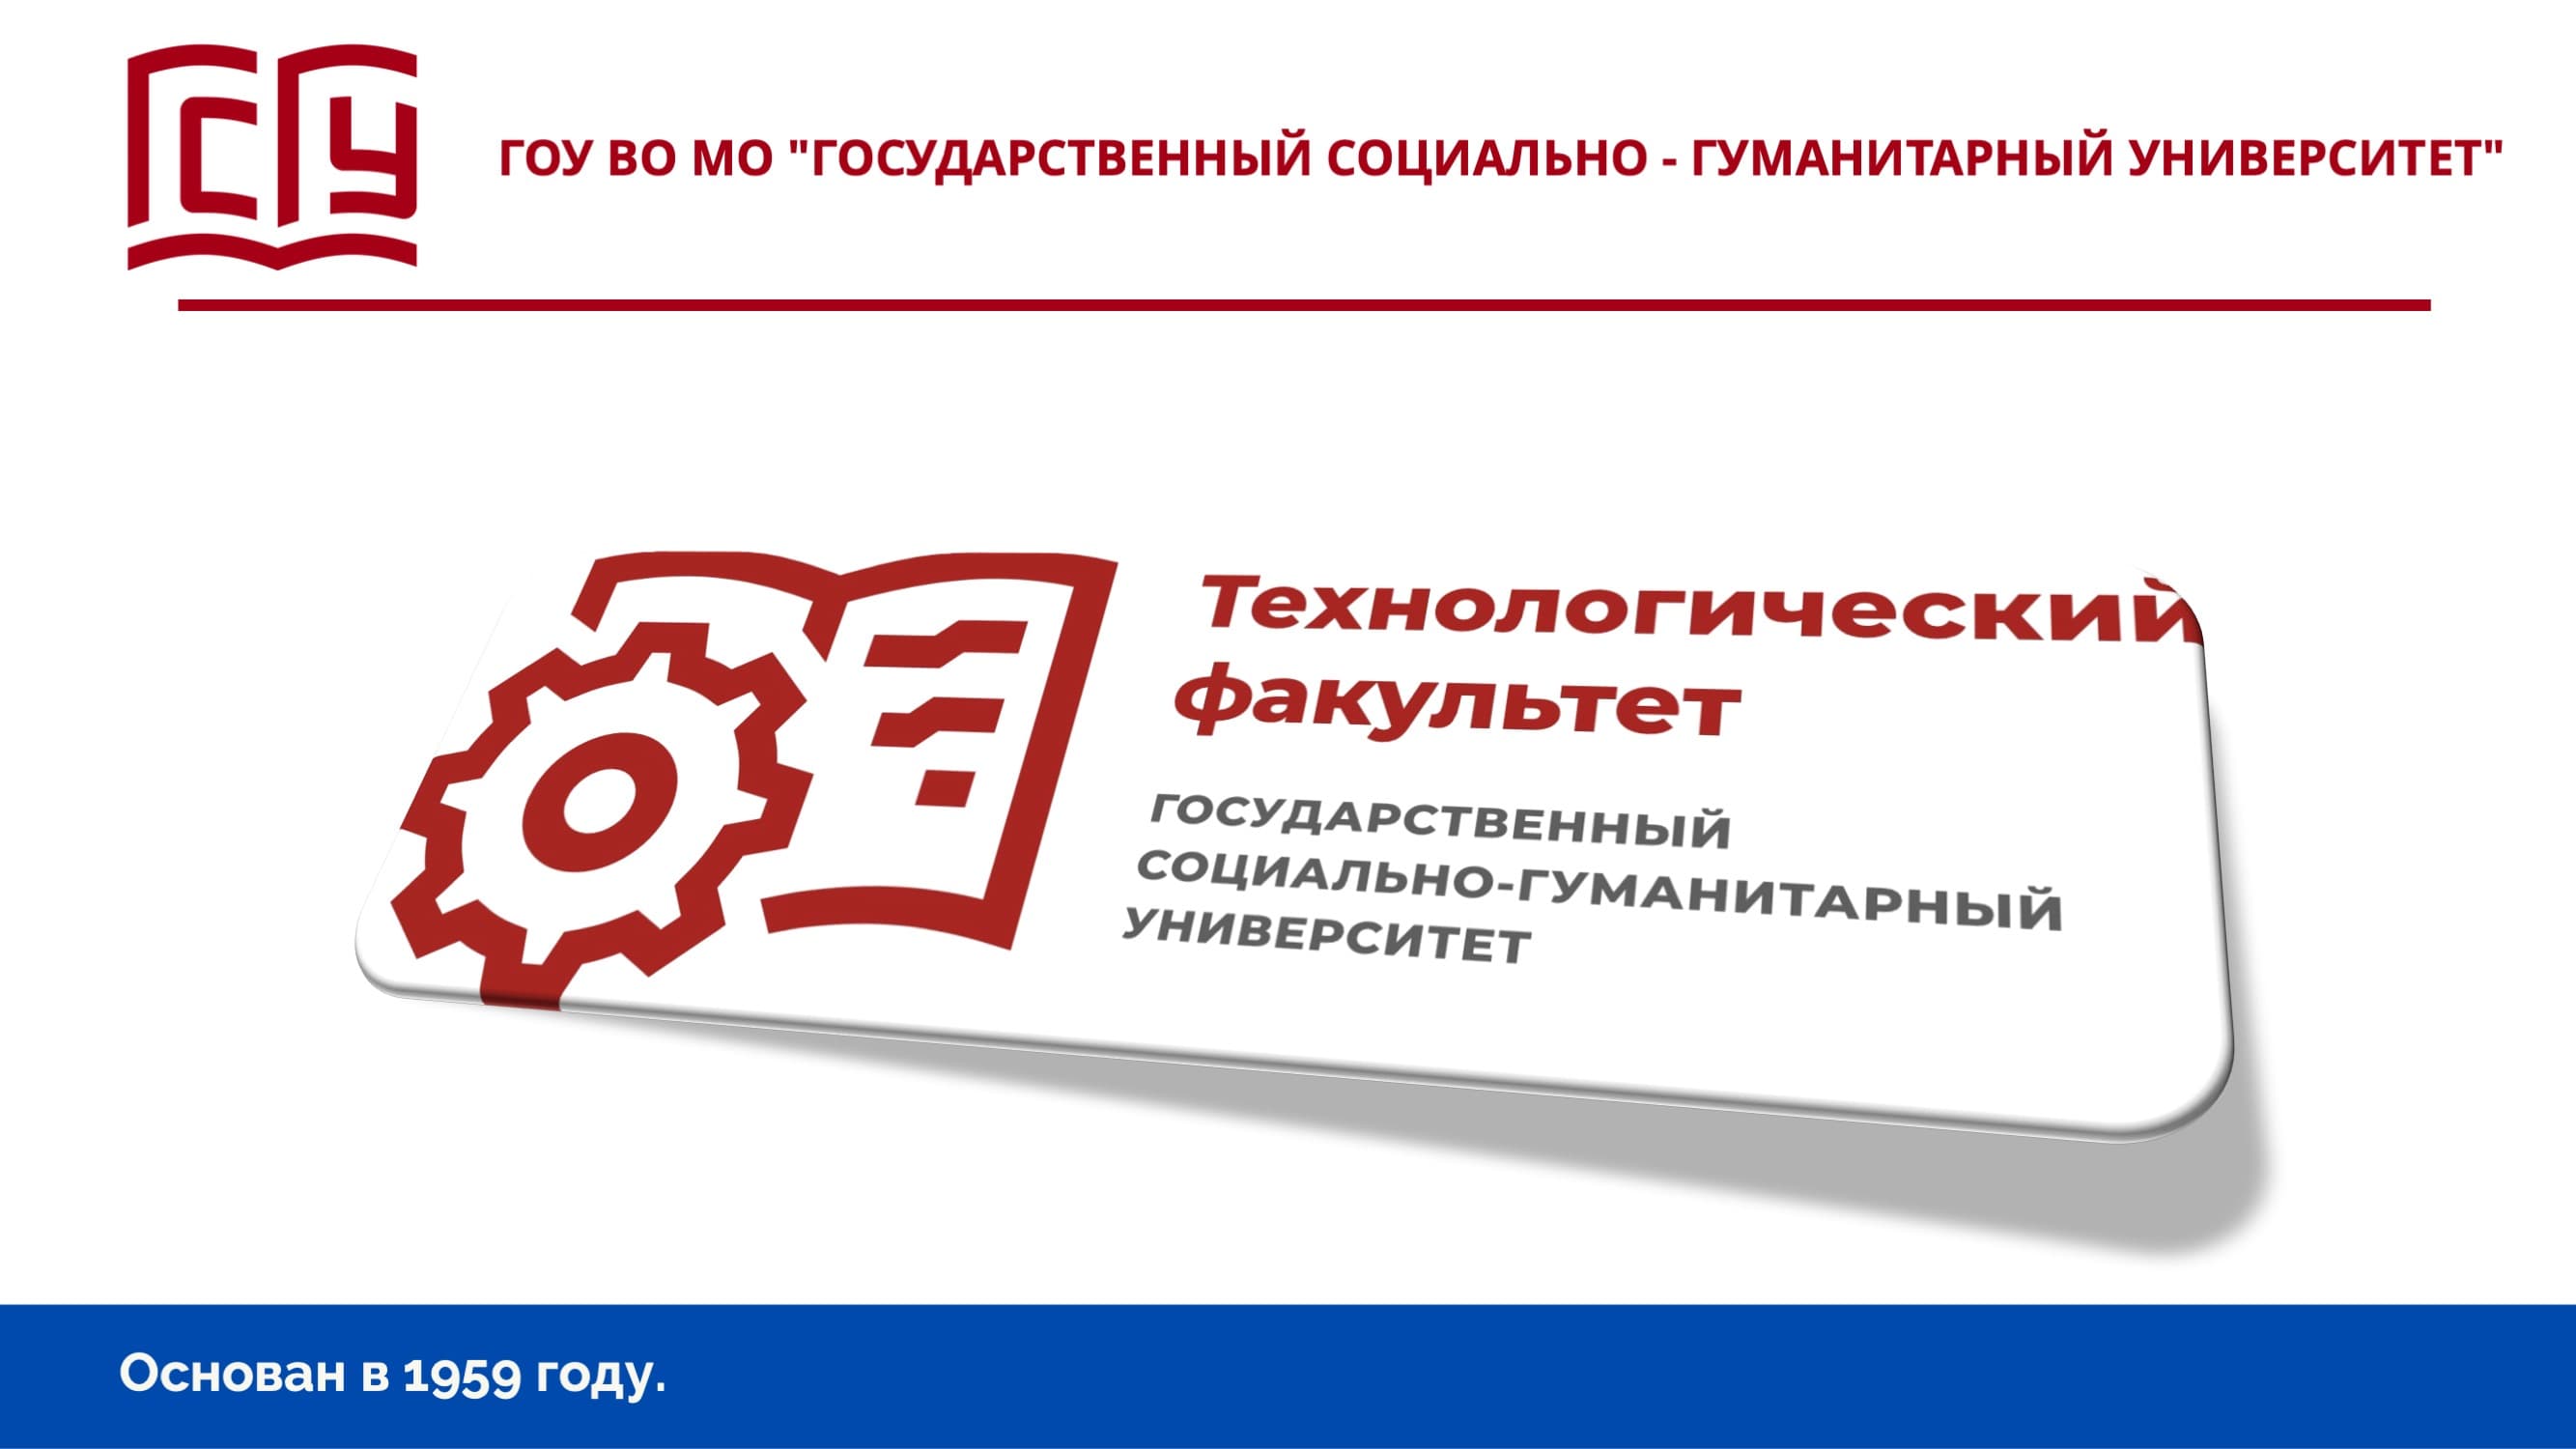 ГСГУ
ГОУ ВО МО "ГОСУДАРСТВЕННЫЙ СОЦИАЛЬНО - ГУМАНИТАРНЫЙ УНИВЕРСИТЕТ"
Технологический
факультет
ГОСУДАРСТВЕННЫЙ
СОЦИАЛЬНО-ГУМАНИТАРНЫЙ
УНИВЕРСИТЕТ
Основан в 1959 году.